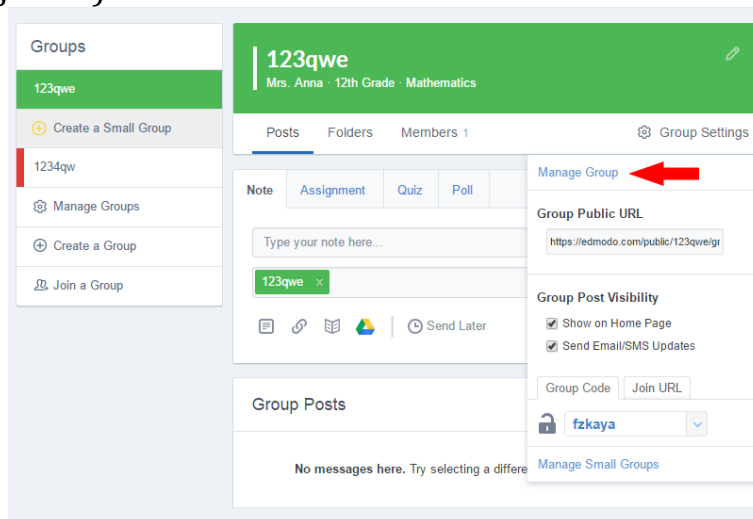 Groups
123qwe
Create a Small Group
1234qw
Manage Groups
Create a Group
Join a Group
123qwe
Mrs. Anna · 12th Grade · Mathematics
Posts Folders Members 1 Group Settings
Note Assignment Quiz Poll
Type your note here...
123qwe ×
Send Later
Group Posts
No messages here. Try selecting a differe
Manage Group
Group Public URL
https://edmodo.com/public/123qwe/gr
Group Post Visibility
Show on Home Page
Send Email/SMS Updates
Group Code Join URL
fzkaya
Manage Small Groups